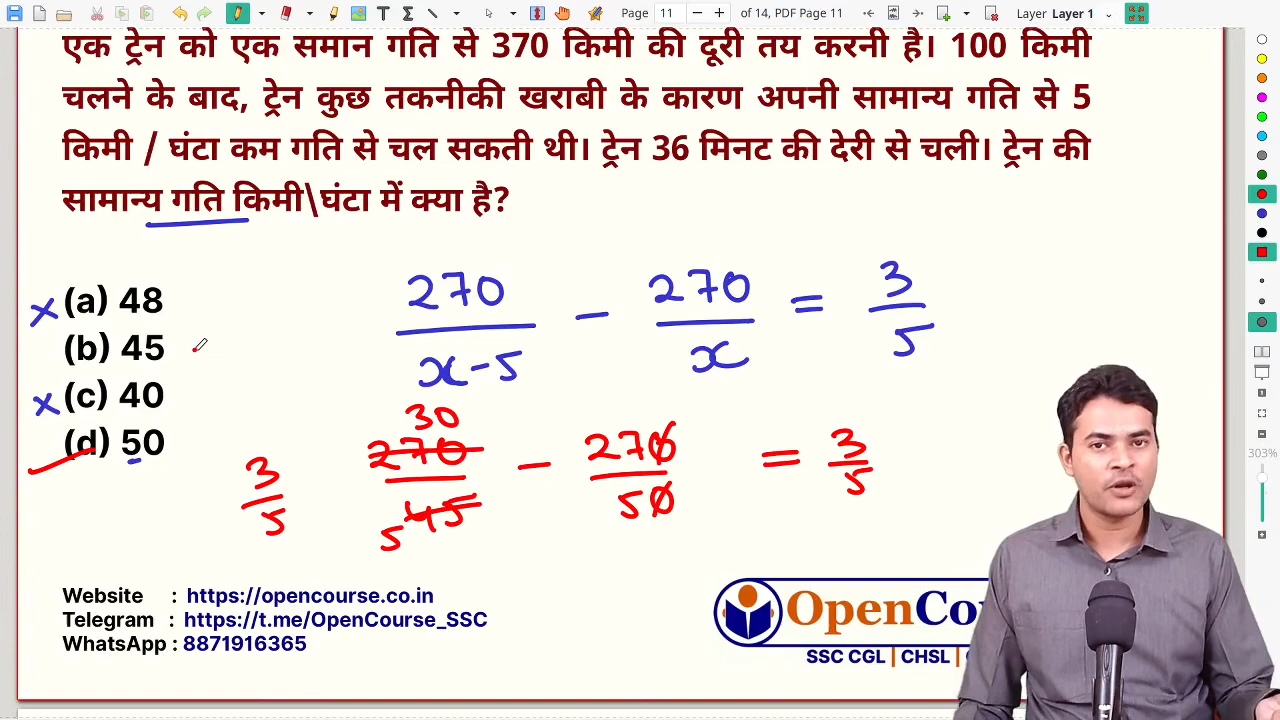 Page 11 of 14, PDF Page 11 Layer Layer 1
एक ट्रेन को एक समान गति से 370 किमी की दूरी तय करनी है। 100 किमी
चलने के बाद, ट्रेन कुछ तकनीकी खराबी के कारण अपनी सामान्य गति से 5
किमी / घंटा कम गति से चल सकती थी। ट्रेन 36 मिनट की देरी से चली। ट्रेन की
सामान्य गति किमी\घंटा में क्या है?
(a) 48
(b) 45
(c) 40
(d) 50
270 / x-5 - 270 / x = 3 / 5
30
3 / 5 270 / 45 - 270 / 50 = 3 / 5
5
303%
Website : https://opencourse.co.in
Telegram : https://t.me/OpenCourse_SSC
WhatsApp : 8871916365
OpenCo
SSC CGL | CHSL |